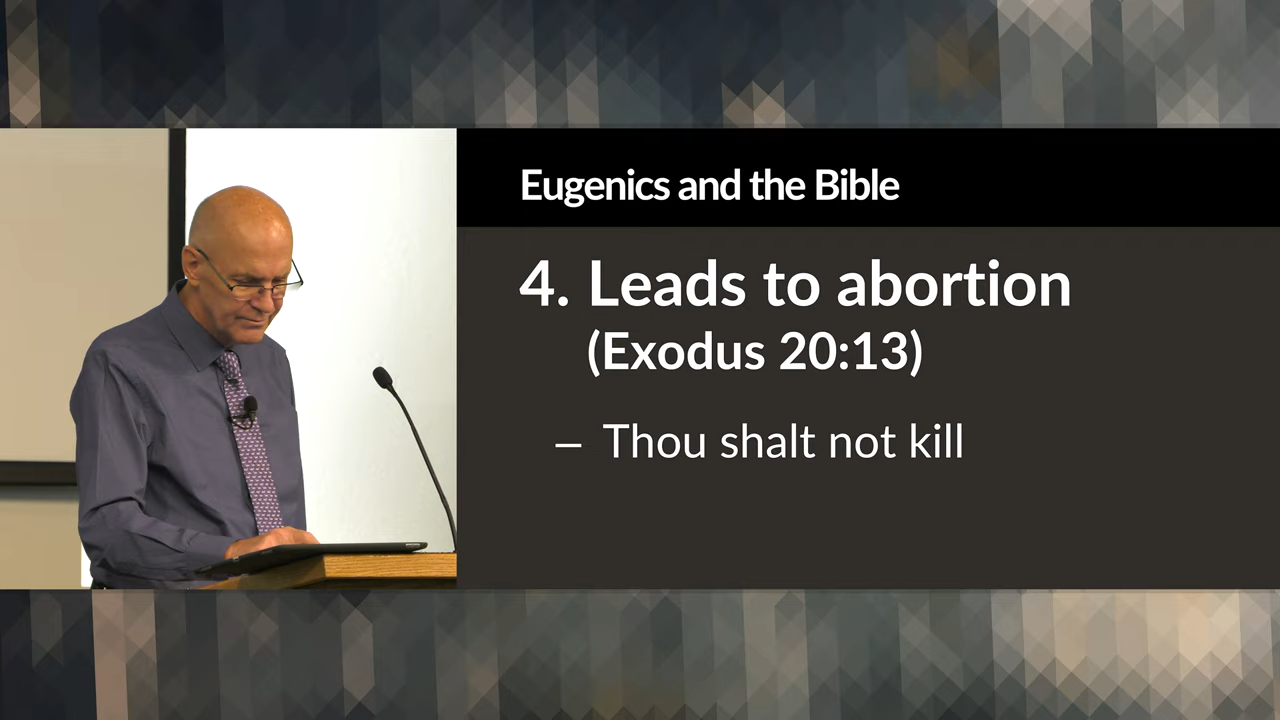 Eugenics and the Bible
4. Leads to abortion
(Exodus 20:13)
– Thou shalt not kill